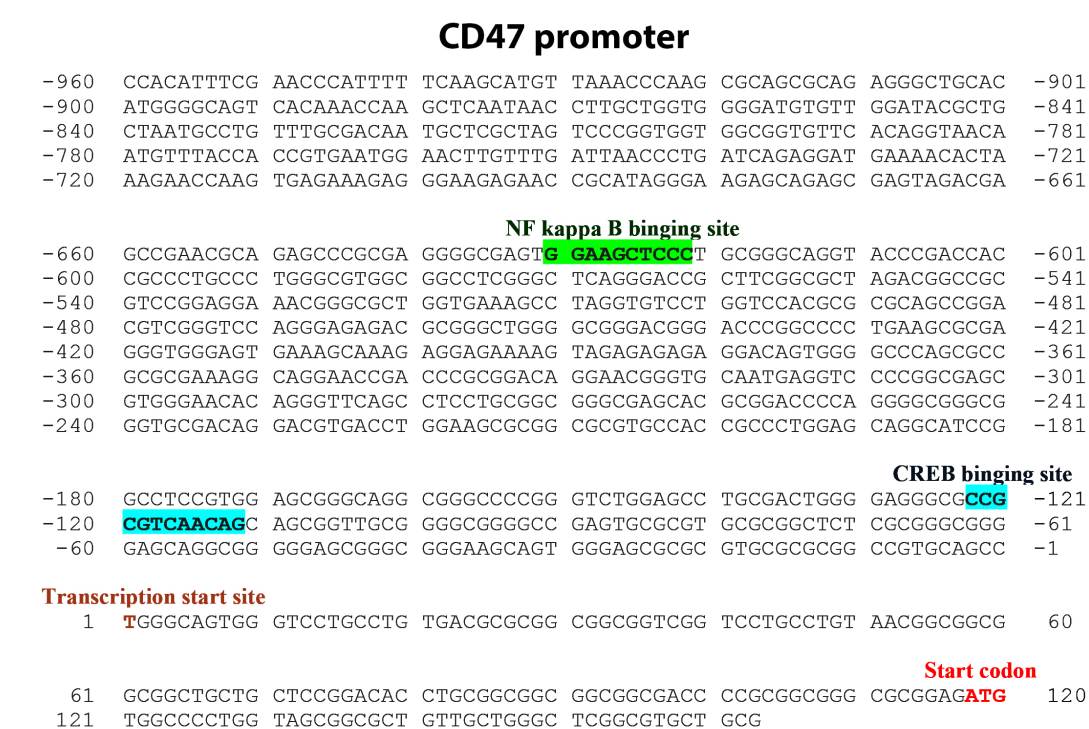 CD47 promoter
-960 CCACATTTCG AACCCATTTT TCAAGCATGT TAAACCCAAG CGCAGCGCAG AGGGCTGCAC -901
-900 ATGGGGCAGT CACAAACCAA GCTCAATAAC CTTGCTGGTG GGGATGTGTT GGATACGCTG -841
-840 CTAATGCCTG TTTGCGACAA TGCTCGCTAG TCCCGGTGGT GGCGGTGTTC ACAGGTAACA -781
-780 ATGTTTACCA CCGTGAATGG AACTTGTTTG ATTAACCCTG ATCAGAGGAT GAAAACACTA -721
-720 AAGAACCAAG TGAGAAAGAG GGAAGAGAAC CGCATAGGGA AGAGCAGAGC GAGTAGACGA -661
NF kappa B binging site
-660 GCCGAACGCA GAGCCCGCGA GGGGCGAGTG GAAGCTCCCT GCGGGCAGGT ACCCGACCAC -601
-600 CGCCCTGCCC TGGGCGTGGC GGCCTCGGGC TCAGGGACCG CTTCGGCGCT AGACGGCCGC -541
-540 GTCCGGAGGA AACGGGCGCT GGTGAAAGCC TAGGTGTCCT GGTCCACGCG CGCAGCCGGA -481
-480 CGTCGGGTCC AGGGAGAGAC GCGGGCTGGG GCGGGACGGG ACCCGGCCCC TGAAGCGCGA -421
-420 GGGTGGGAGT GAAAGCAAAG AGGAGAAAAG TAGAGAGAGA GGACAGTGGG GCCCAGCGCC -361
-360 GCGCGAAAGG CAGGAACCGA CCCGCGGACA GGAACGGGTG CAATGAGGTC CCCGGCGAGC -301
-300 GTGGGAACAC AGGGTTCAGC CTCCTGCGGC GGGCGAGCAC GCGGACCCCA GGGGCGGGCG -241
-240 GGTGCGACAG GACGTGACCT GGAAGCGCGG CGCGTGCCAC CGCCCTGGAG CAGGCATCCG -181
CREB binging site
-180 GCCTCCGTGG AGCGGGCAGG CGGGCCCCGG GTCTGGAGCC TGCGACTGGG GAGGGCGCCG -121
-120 CGTCAACAGC AGCGGTTGCG GGGCGGGGCC GAGTGCGCGT GCGCGGCTCT CGCGGGCGGG -61
-60 GAGCAGGCGG GGGAGCGGGC GGGAAGCAGT GGGAGCGCGC GTGCGCGCGG CCGTGCAGCC -1
Transcription start site
1 TGGGCAGTGG GTCCTGCCTG TGACGCGCGG CGGCGGTCGG TCCTGCCTGT AACGGCGGCG 60
Start codon
61 GCGGCTGCTG CTCCGGACAC CTGCGGCGGC GGCGGCGACC CCGCGGCGGG CGCGGAGATG 120
121 TGGCCCCTGG TAGCGGCGCT GTTGCTGGGC TCGGCGTGCT GCG